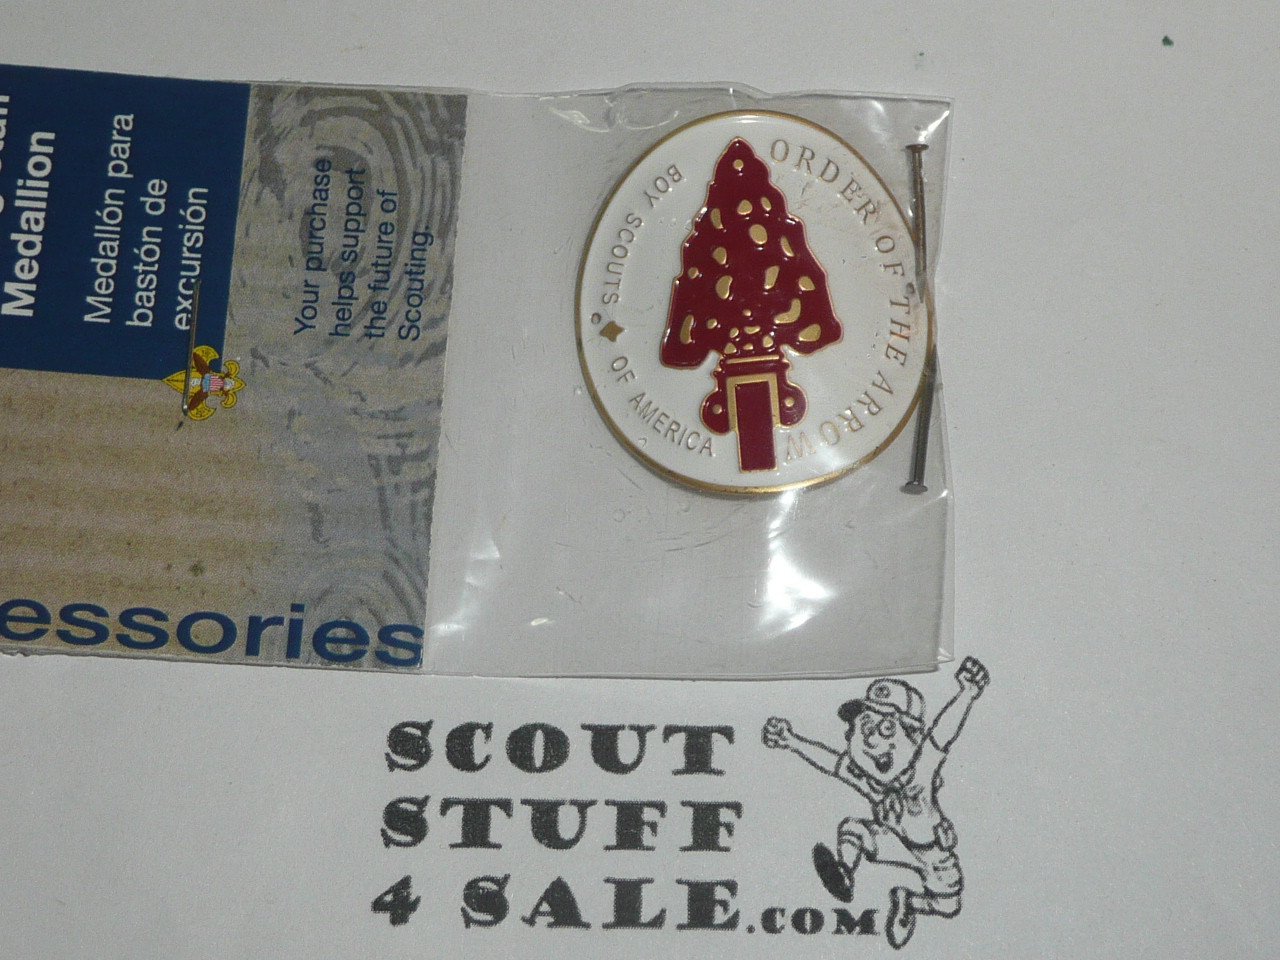 Medalion
Medallón para
bastón de
excursión
Your purchase
helps support
the future of
Scouting.
essories
ORDER OF THE ARROW
BOY SCOUTS
OF AMERICA
SCOUT
STUFF
4 SALE.COM